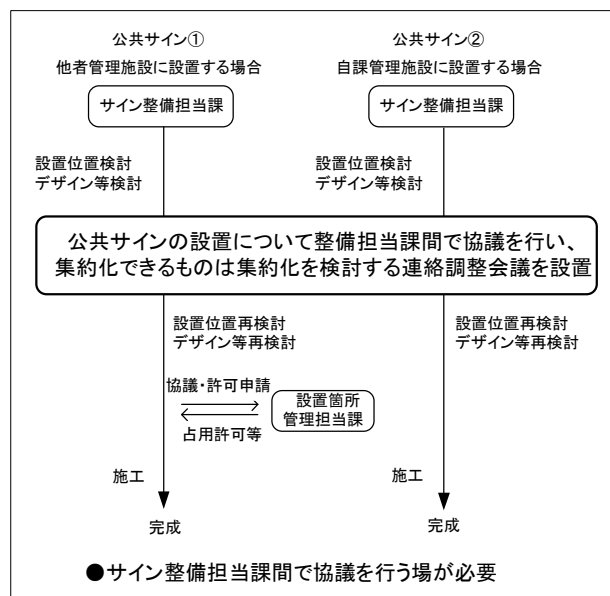 公共サイン①
他者管理施設に設置する場合
サイン整備担当課
設置位置検討
デザイン等検討
公共サイン②
自課管理施設に設置する場合
サイン整備担当課
設置位置検討
デザイン等検討
公共サインの設置について整備担当課間で協議を行い、
集約化できるものは集約化を検討する連絡調整会議を設置
設置位置再検討
デザイン等再検討
協議・許可申請
占用許可等
設置箇所
管理担当課
施工
完成
設置位置再検討
デザイン等再検討
施工
完成
●サイン整備担当課間で協議を行う場が必要